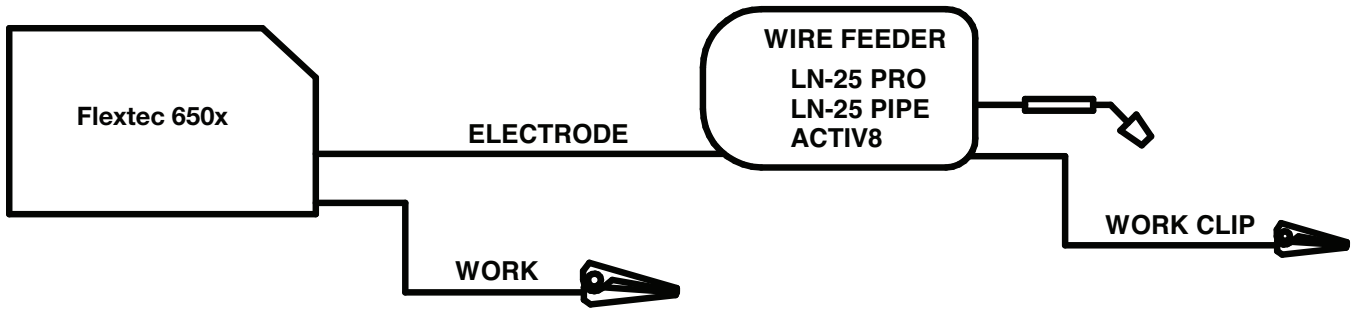 Flextec 650x
ELECTRODE
WORK
WIRE FEEDER
LN-25 PRO
LN-25 PIPE
ACTIV8
WORK CLIP